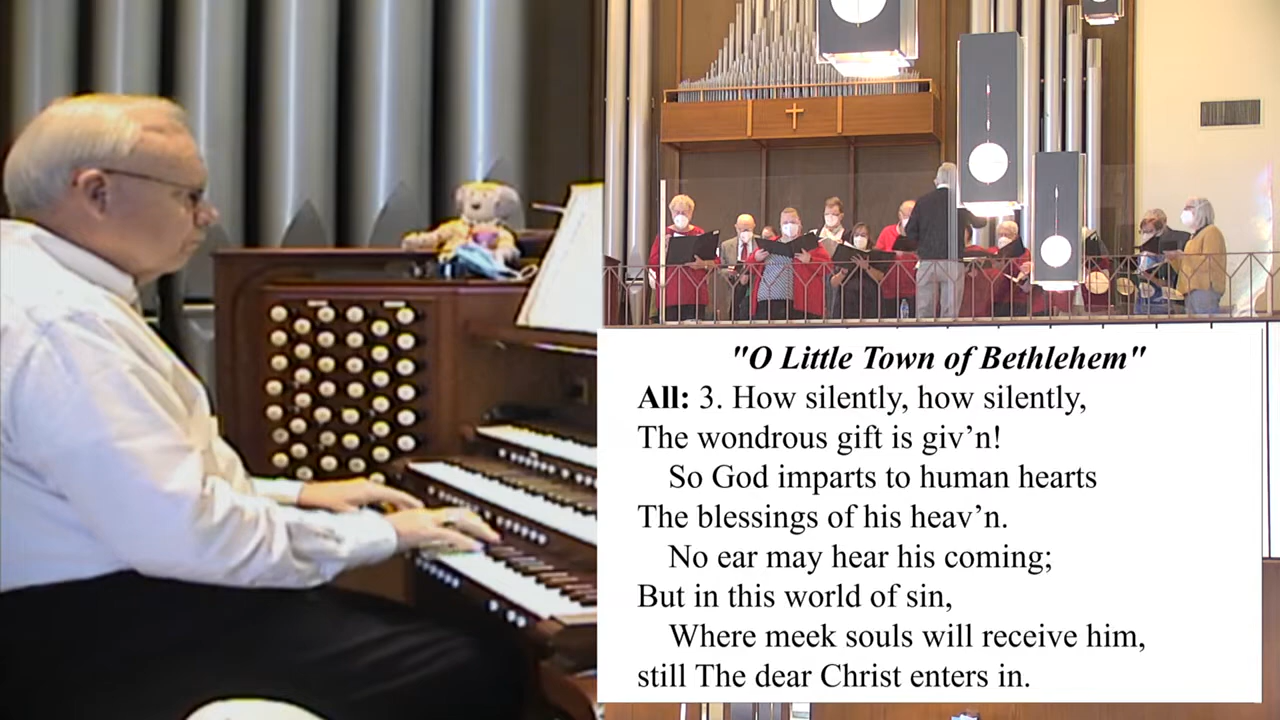 "O Little Town of Bethlehem"
All: 3. How silently, how silently,
The wondrous gift is giv’n!
So God imparts to human hearts
The blessings of his heav’n.
No ear may hear his coming;
But in this world of sin,
Where meek souls will receive him,
still The dear Christ enters in.